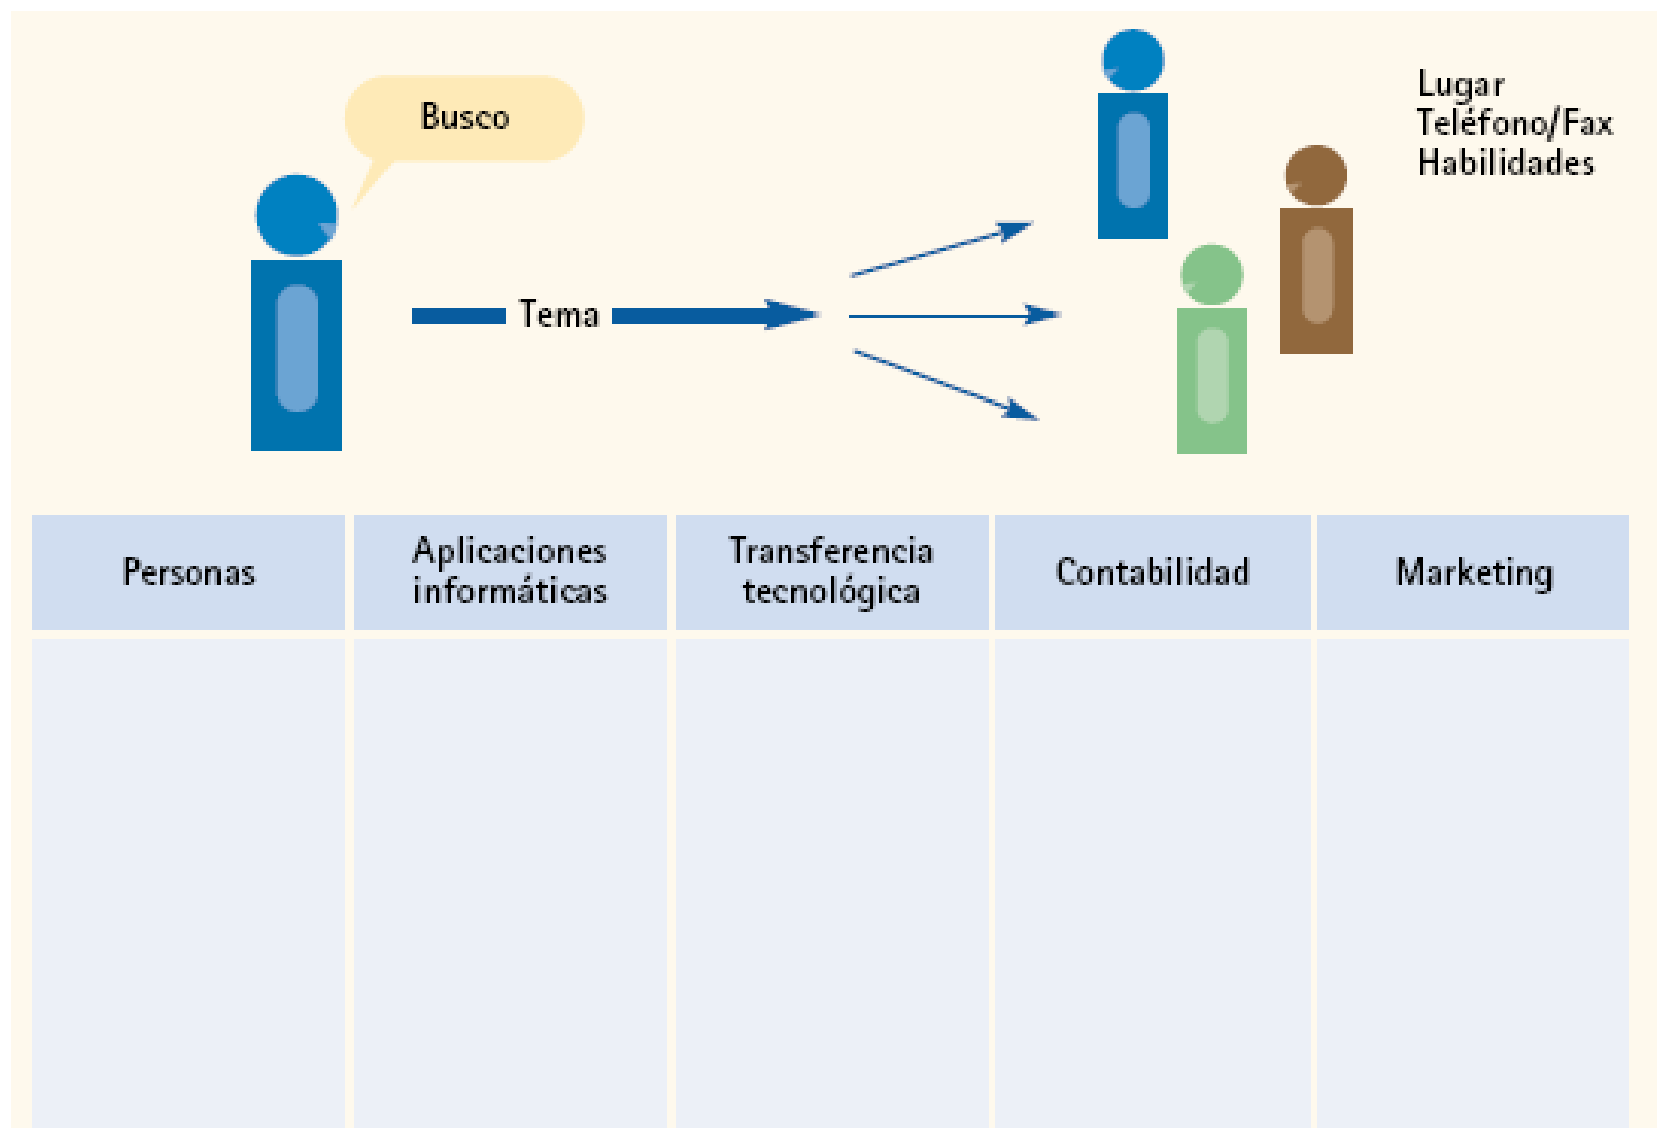 Busco
Lugar
Teléfono/Fax
Habilidades
Tema
Personas
Aplicaciones
informáticas
Transferencia
tecnológica
Contabilidad
Marketing